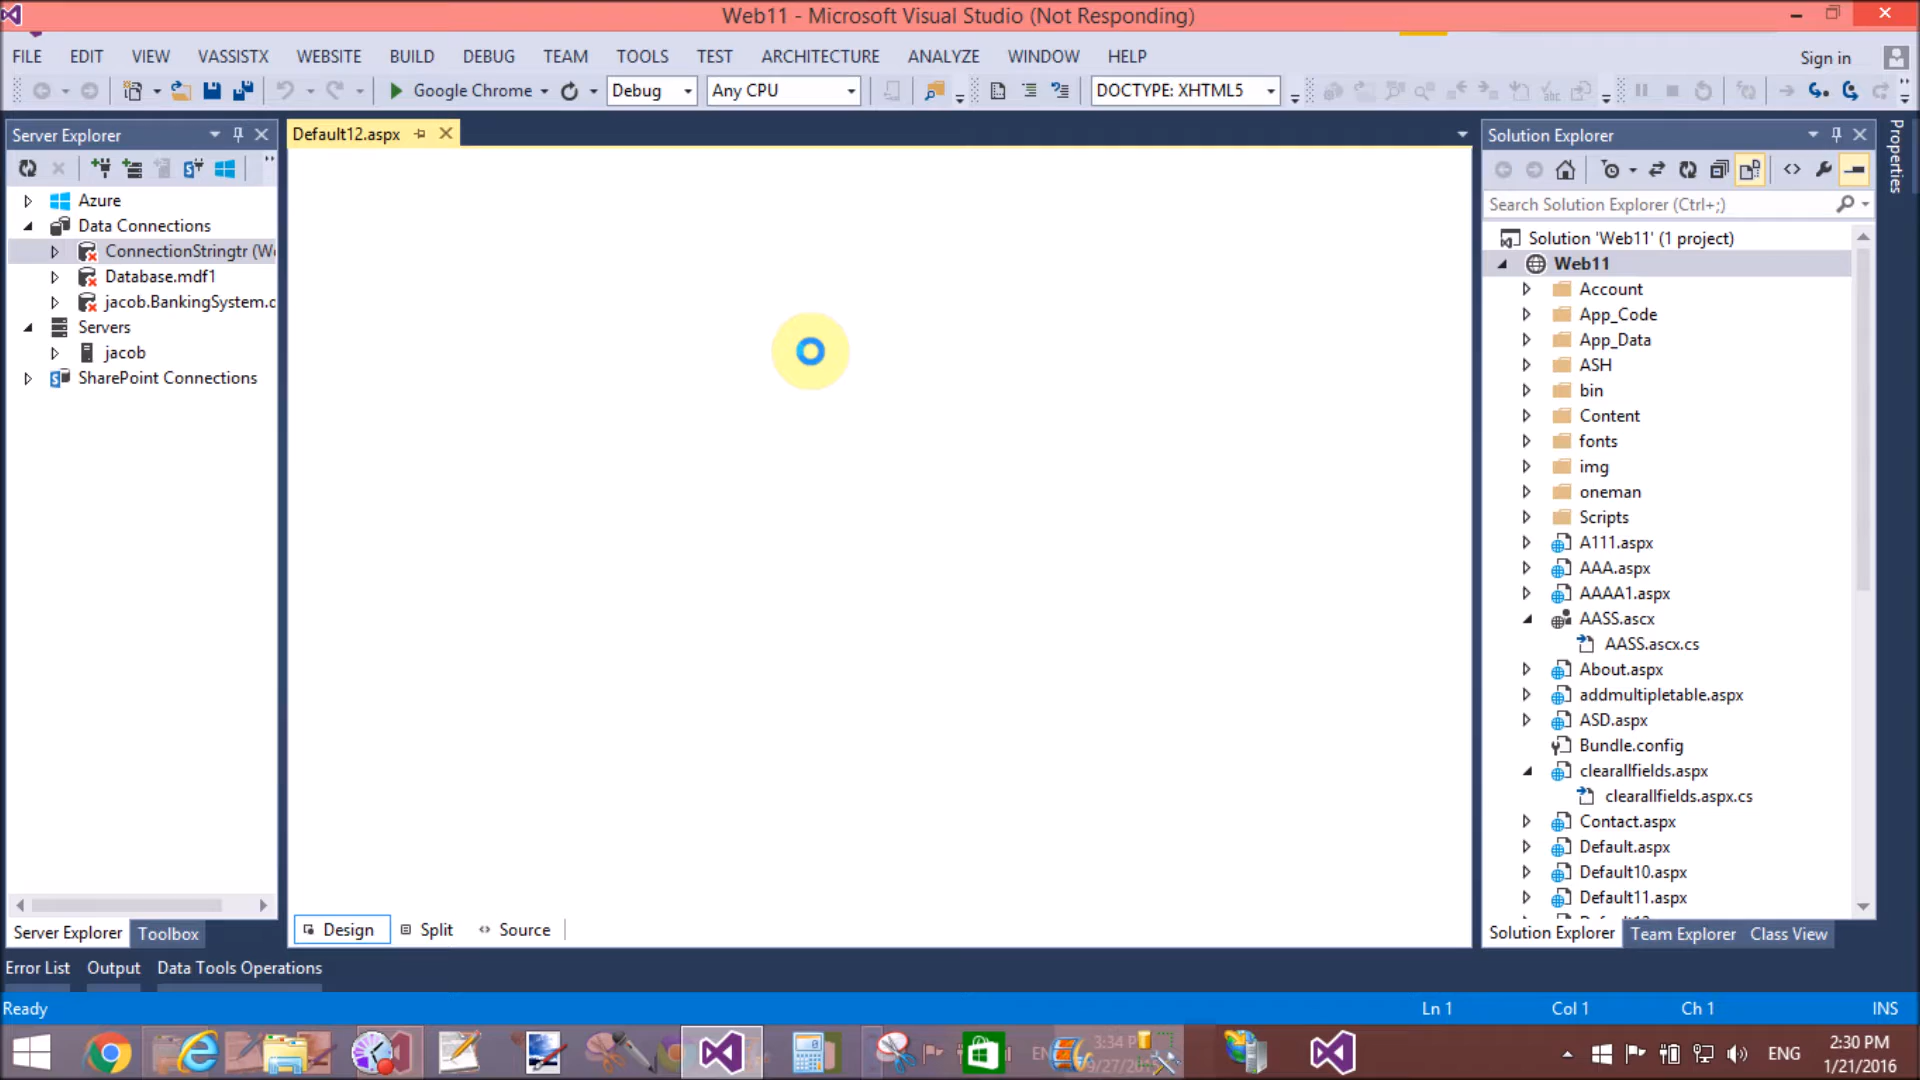 Web11 - Microsoft Visual Studio (Not Responding)
FILE EDIT VIEW VASSISTX WEBSITE BUILD DEBUG TEAM TOOLS TEST ARCHITECTURE ANALYZE WINDOW HELP
Sign in
Google Chrome Debug Any CPU DOCTYPE: XHTML5
Server Explorer
Azure
Data Connections
ConnectionStringtr (We
Database.mdf1
jacob.BankingSystem.c
Servers
jacob
SharePoint Connections
Server Explorer Toolbox
Default12.aspx
Design Split Source
Solution Explorer
Search Solution Explorer (Ctrl+;)
Solution 'Web11' (1 project)
Web11
Account
App_Code
App_Data
ASH
bin
Content
fonts
img
oneman
Scripts
A111.aspx
AAA.aspx
AAAA1.aspx
AASS.ascx
AASS.ascx.cs
About.aspx
addmultipletable.aspx
ASD.aspx
Bundle.config
clearallfields.aspx
clearallfields.aspx.cs
Contact.aspx
Default.aspx
Default10.aspx
Default11.aspx
Solution Explorer Team Explorer Class View
Properties
Error List Output Data Tools Operations
Ready Ln 1 Col 1 Ch 1 INS
3:34 P
ENG
2:30 PM
1/21/2016